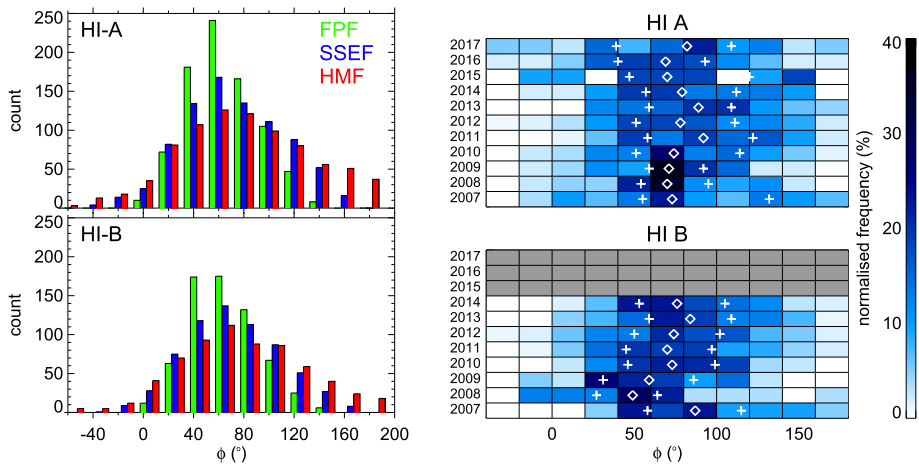 HI-A
FPF
SSEF
HMF
250
200
150
100
50
0
count
HI-B
250
200
150
100
50
0
count
-40 0 40 80 120 160 200
ϕ (°)
HI A
2017
2016
2015
2014
2013
2012
2011
2010
2009
2008
2007
HI B
2017
2016
2015
2014
2013
2012
2011
2010
2009
2008
2007
0 50 100 150
ϕ (°)
40
30
20
10
0
normalised frequency (%)